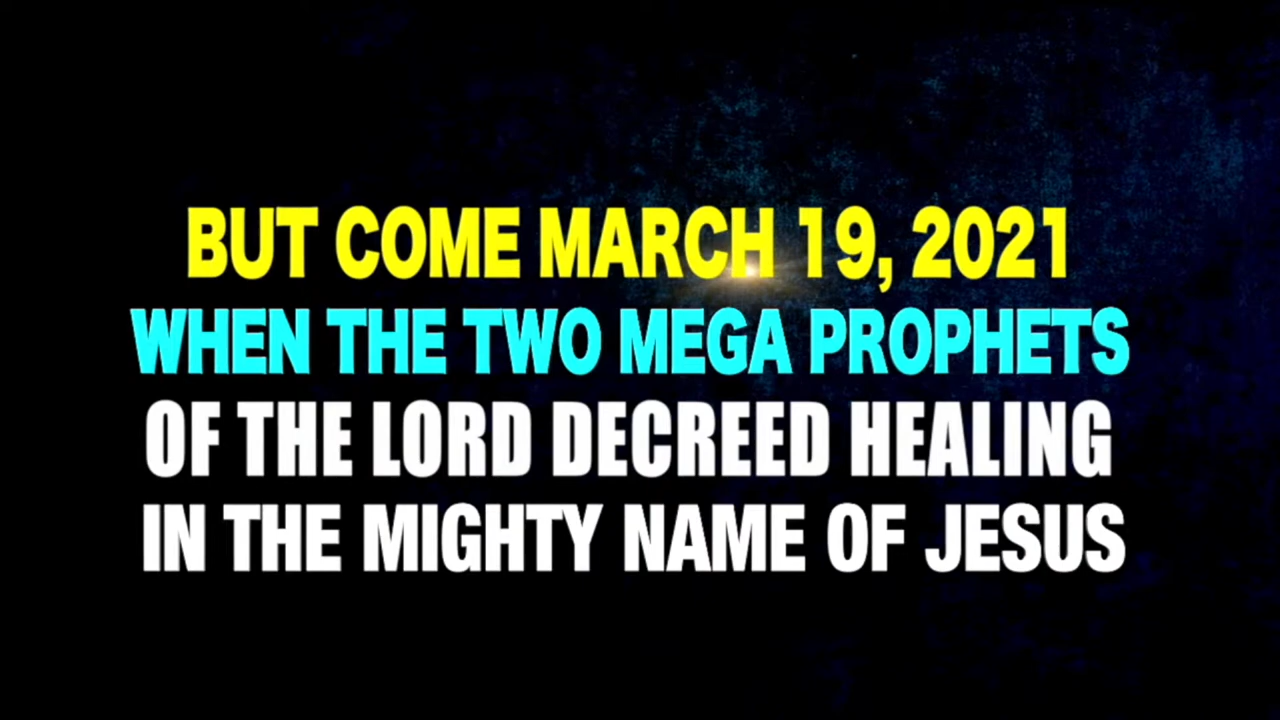 BUT COME MARCH 19, 2021
WHEN THE TWO MEGA PROPHETS
OF THE LORD DECREED HEALING
IN THE MIGHTY NAME OF JESUS